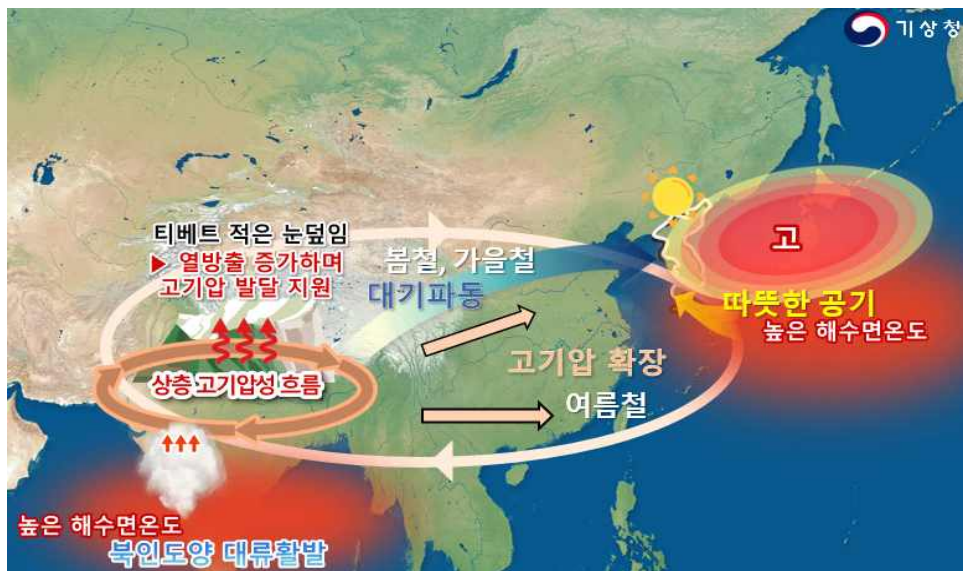 기상청
티베트 적은 눈덮임
▶ 열방출 증가하며
고기압 발달 지원
봄철, 가을철
대기파동
고
따뜻한 공기
높은 해수면온도
고기압 확장
여름철
상층 고기압성 흐름
높은 해수면온도
북인도양 대류활발